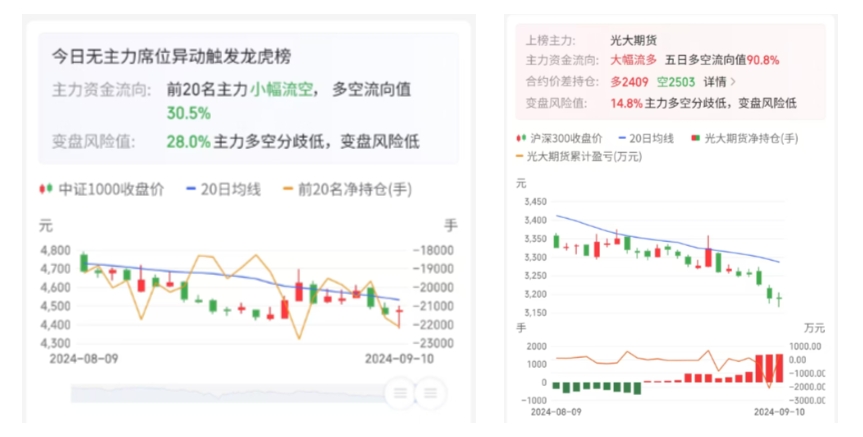 今日无主力席位异动触发龙虎榜
主力资金流向: 前20名主力小幅流空, 多空流向值
30.5%
变盘风险值: 28.0%主力多空分歧低，变盘风险低
中证1000收盘价 20日均线 前20名净持仓(手)
元 手
4,800 -18000
4,700 -19000
4,600 -20000
4,500 -21000
4,400 -22000
4,300 -23000
2024-08-09 2024-09-10
上榜主力: 光大期货
主力资金流向: 大幅流多 五日多空流向值90.8%
合约价差持仓: 多2409 空2503 详情 >
变盘风险值: 14.8%主力多空分歧低，变盘风险低
沪深300收盘价 20日均线 光大期货净持仓(手)
光大期货累计盈亏(万元)
元
3,450
3,400
3,350
3,300
3,250
3,200
3,150
手 万元
2000 1000.00
1000 0.00
0 -1000.00
-1000 -2000.00
-3000.00
2024-08-09 2024-09-10